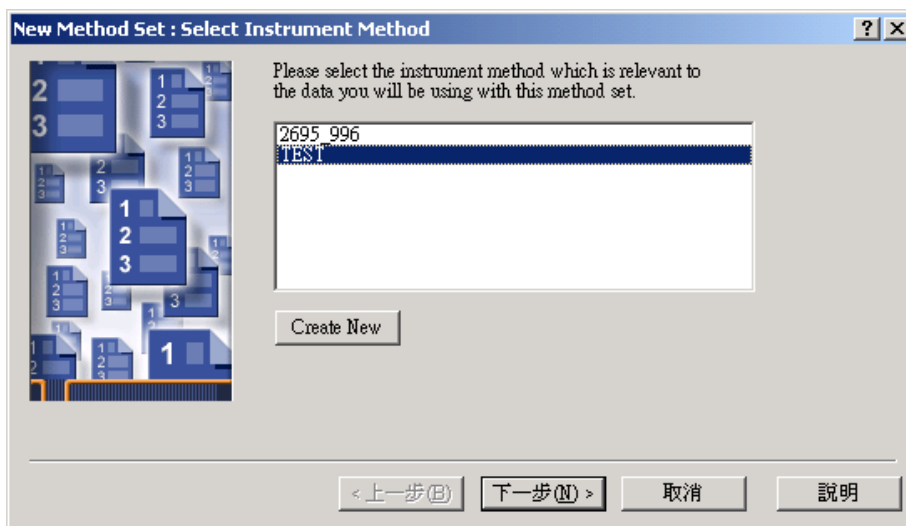 New Method Set : Select Instrument Method
Please select the instrument method which is relevant to
the data you will be using with this method set.
2695_996
TEST
Create New
<上一步(B)
下一步(N) >
取消
說明